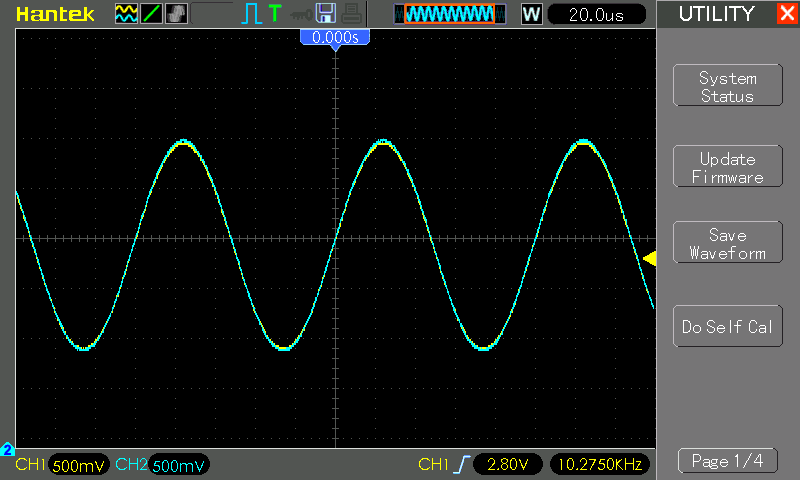 Hantek
T
W
20.0us
UTILITY
0.000s
System
Status
Update
Firmware
Save
Waveform
Do Self Cal
2
CH1 500mV CH2 500mV CH1 2.80V 10.2750KHz
Page 1/4